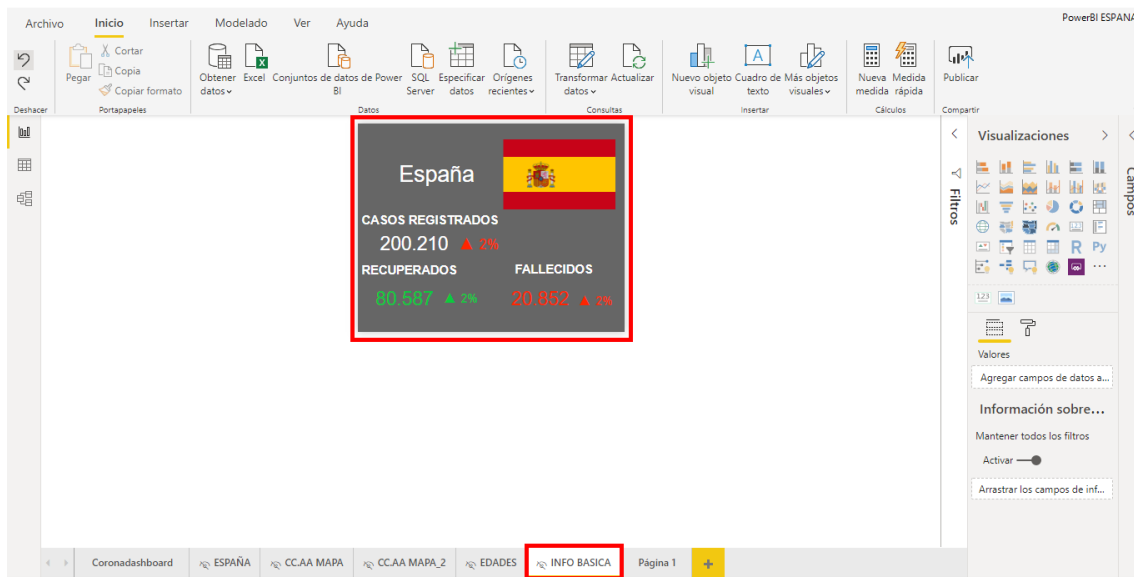 PowerBI ESPAÑA
Archivo Inicio Insertar Modelado Ver Ayuda
Pegar
Cortar
Copia
Copiar formato
Obtener datos
Excel
Conjuntos de datos de Power BI
SQL Server
Especificar datos
Orígenes recientes
Transformar datos
Actualizar
Nuevo objeto visual
Cuadro de texto
Más objetos visuales
Nueva medida
Medida rápida
Publicar
Deshacer Portapapeles Datos Consultas Insertar Cálculos Compartir
España
CASOS REGISTRADOS
200.210 ▲ 2%
RECUPERADOS FALLECIDOS
80.587 ▲ 2% 20.852 ▲ 2%
Filtros
Visualizaciones
R Py
123
Valores
Agregar campos de datos a...
Información sobre...
Mantener todos los filtros
Activar
Arrastrar los campos de inf...
Campos
Coronadashboard ESPAÑA CC.AA MAPA CC.AA MAPA_2 EDADES INFO BASICA Página 1 +